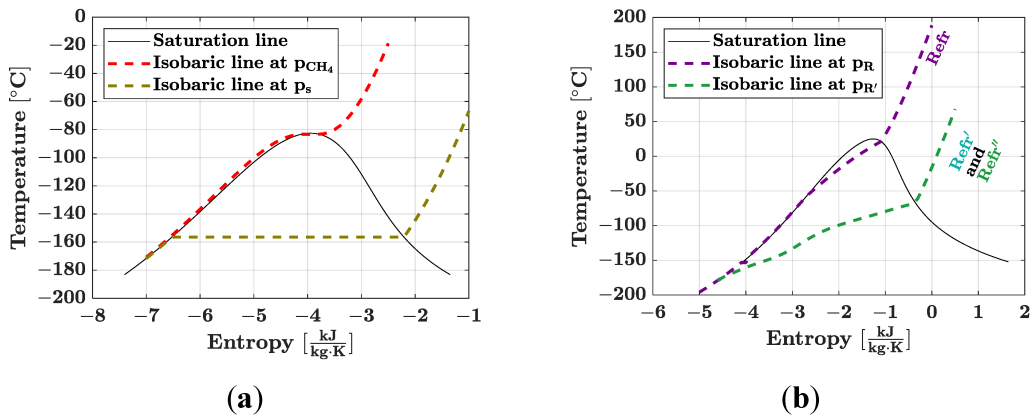 0
−20
−40
−60
−80
−100
−120
−140
−160
−180
−200
Temperature [°C]
Saturation line
Isobaric line at pCH4
Isobaric line at ps
−8 −7 −6 −5 −4 −3 −2 −1
Entropy [kJ/kg·K]
(a)
200
150
100
50
0
−50
−100
−150
−200
Temperature [°C]
Saturation line
Isobaric line at pR
Isobaric line at pR′
Refr
Refr′
and
Refr″
−6 −5 −4 −3 −2 −1 0 1 2
Entropy [kJ/kg·K]
(b)